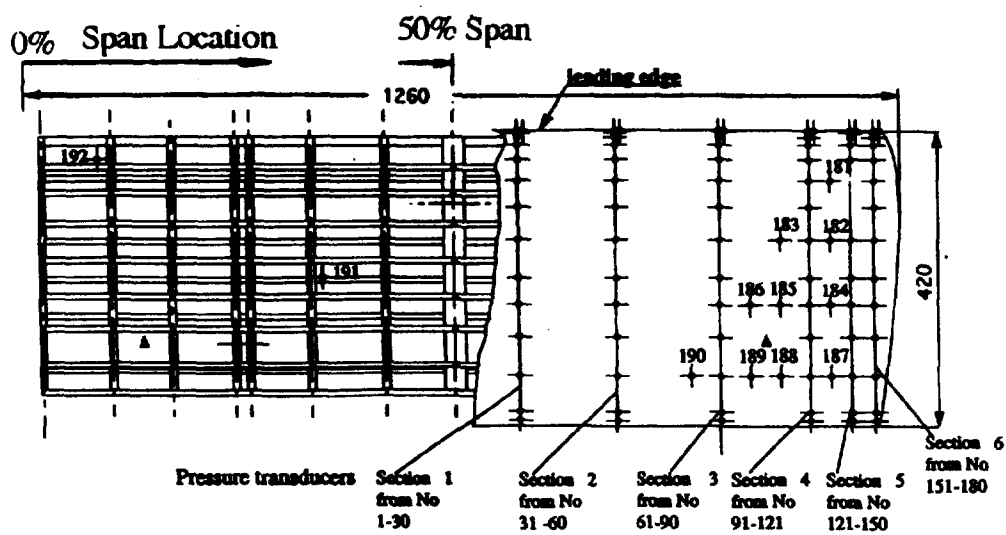 0% Span Location
50% Span
leading edge
1260
192
181
183 182
191
186 185 184
420
190 189 188 187
Pressure transducers
Section 1
from No
1-30
Section 2
from No
31 -60
Section 3
from No
61-90
Section 4
from No
91-121
Section 5
from No
121-150
Section 6
from No
151-180